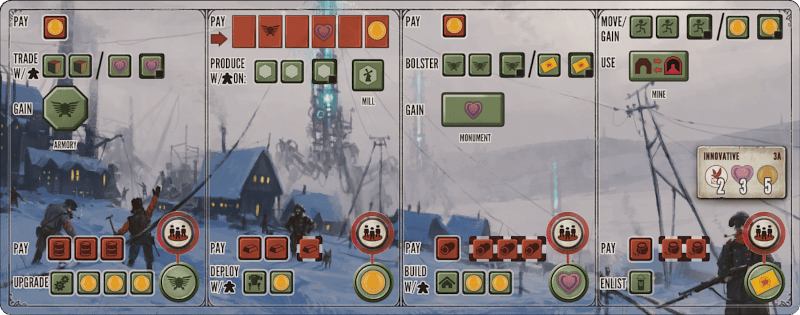 PAY
TRADE
W/
GAIN
ARMORY
PAY
UPGRADE
PAY
PRODUCE
W/ ON:
MILL
PAY
DEPLOY
W/
PAY
BOLSTER
GAIN
MONUMENT
PAY
BUILD
W/
MOVE/
GAIN
USE
MINE
INNOVATIVE 3A
2 3 5
PAY
ENLIST